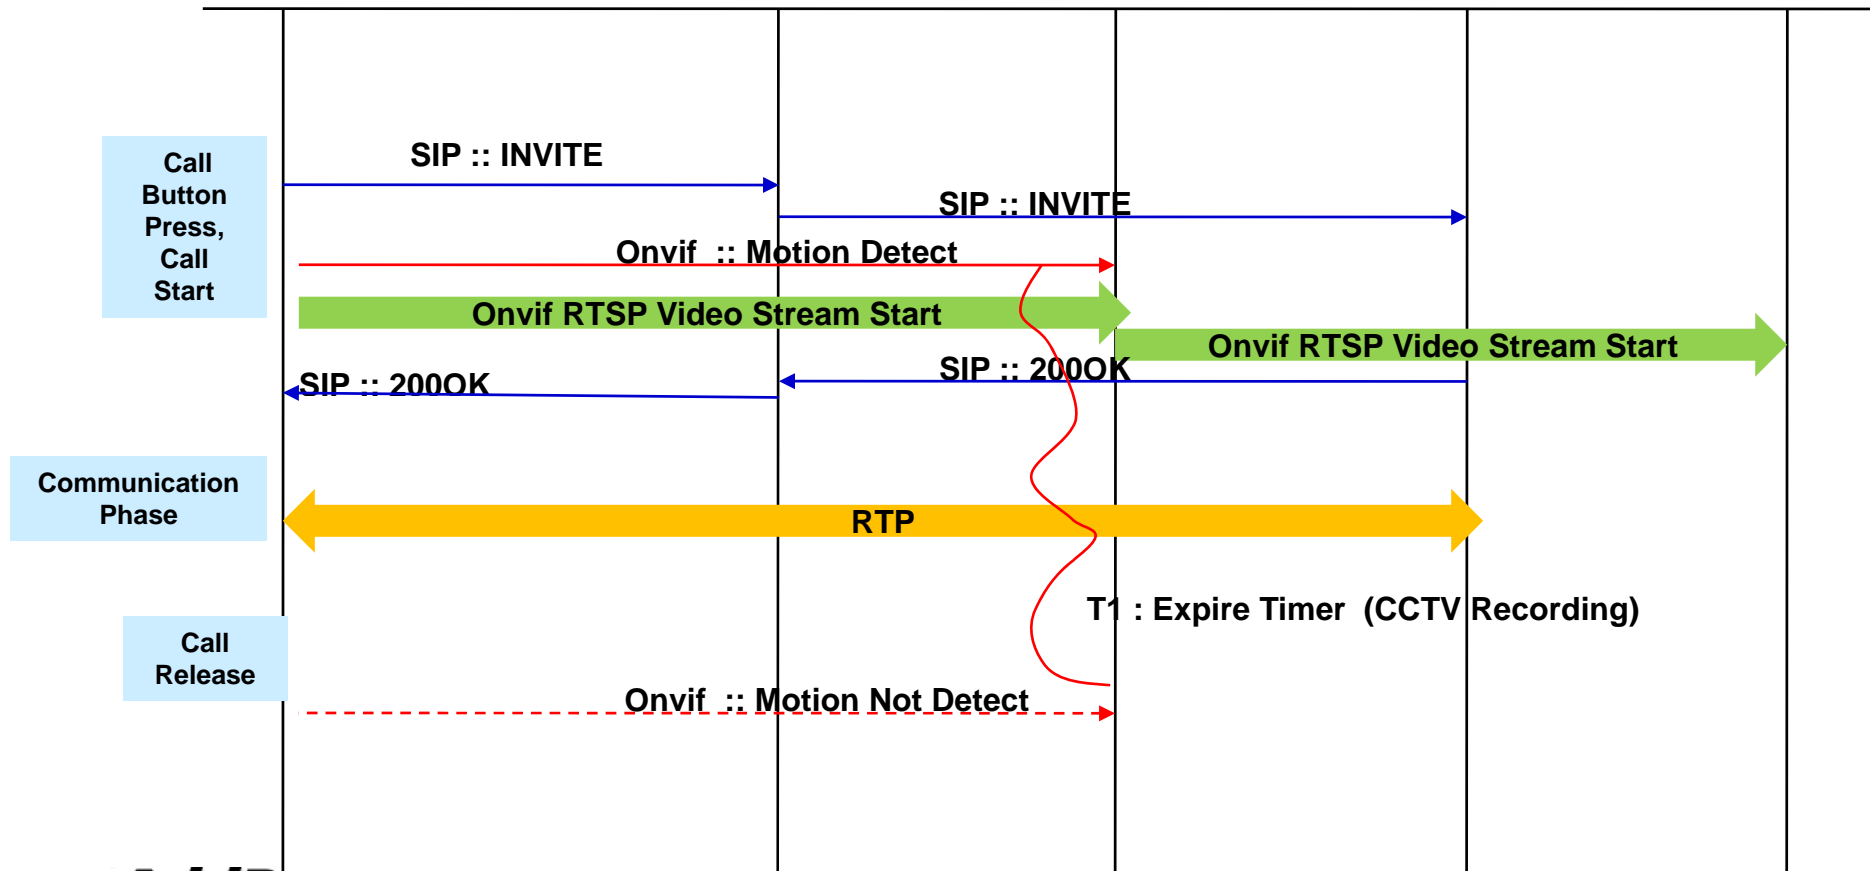 Call
Button
Press,
Call
Start
SIP :: INVITE
SIP :: INVITE
Onvif :: Motion Detect
Onvif RTSP Video Stream Start
Onvif RTSP Video Stream Start
SIP :: 200OK
SIP :: 200OK
Communication
Phase
RTP
T1 : Expire Timer (CCTV Recording)
Call
Release
Onvif :: Motion Not Detect